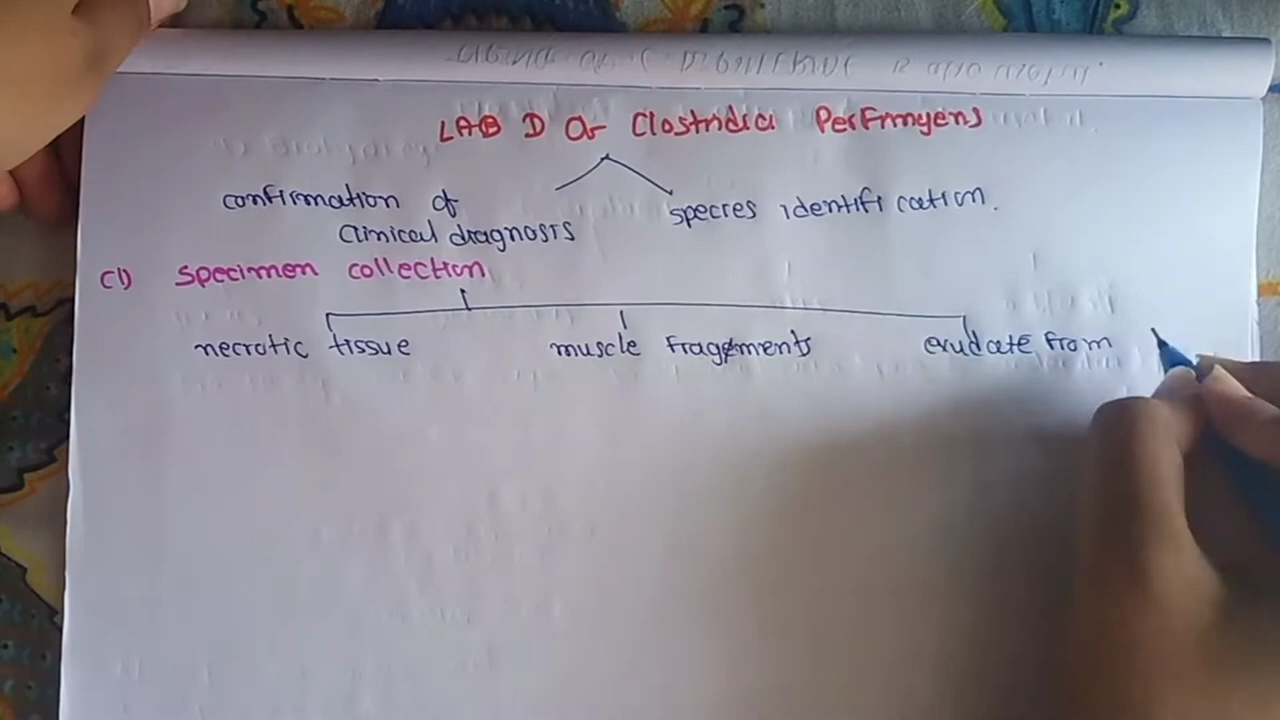 LAB D OF Clostridia Perfringens
confirmation of
clinical diagnosis
species identification.
(1) Specimen collection
necrotic tissue muscle fragments exudate from